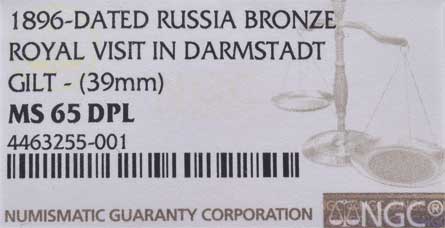 1896-DATED RUSSIA BRONZE
ROYAL VISIT IN DARMSTADT
GILT - (39mm)
MS 65 DPL
4463255-001
NUMISMATIC GUARANTY CORPORATION NGC®